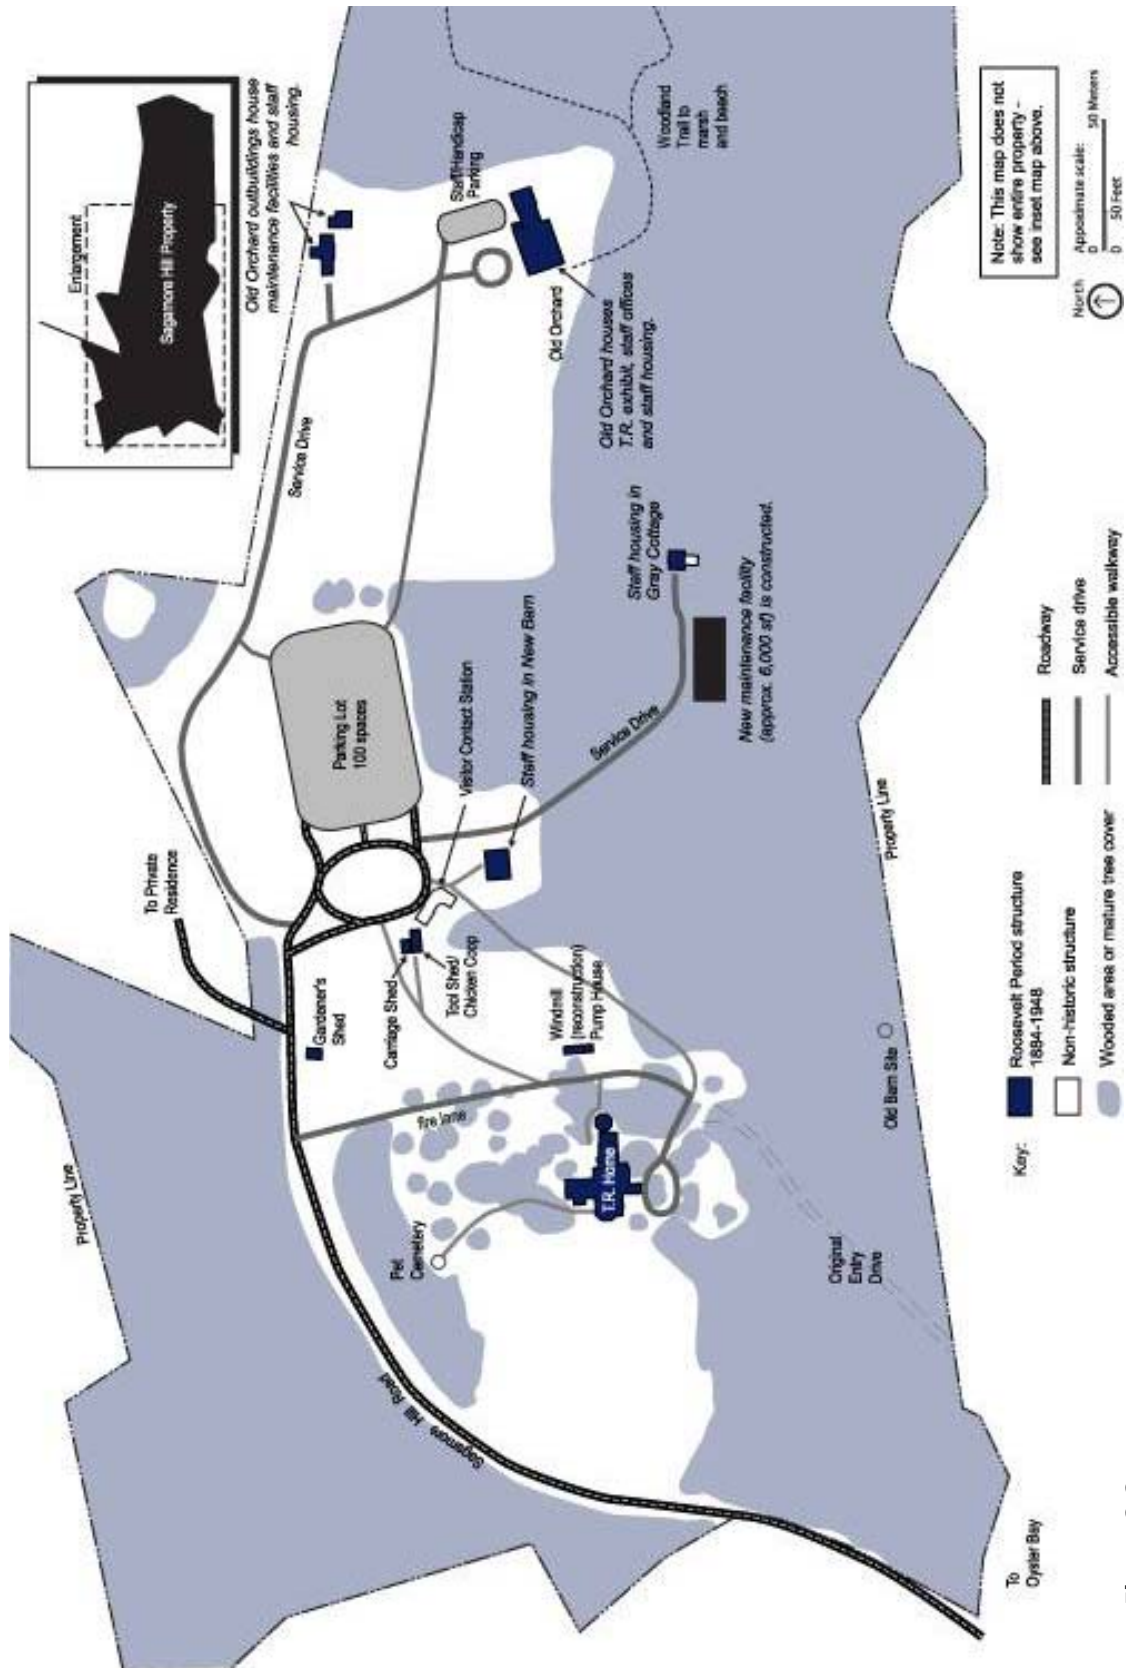 Enlargement
Sagamore Hill Property
Old Orchard outbuildings house
maintenance facilities and staff
housing.
Staff/Handicap
Parking
Woodland
Trail to
marsh
and beech
Old Orchard
Old Orchard houses
T.R. exhibit, staff offices
and staff housing.
Service Drive
Parking Lot
100 spaces
To Private
Residence
Visitor Contact Station
Staff housing in New Barn
Service Drive
Staff housing in
Gray Cottage
New maintenance facility
(approx. 6,000 sf) is constructed.
Gardener's
Shed
Carriage Shed
Tool Shed/
Chicken Coop
Windmill
(reconstruction)
Pump House
fire lane
T.R. Home
Pet
Cemetery
Sagamore Hill Road
Property Line
Property Line
Old Barn Site
Original
Entry
Drive
To
Oyster Bay
Note: This map does not
show entire property -
see inset map above.
North
Approximate scale:
0 50 Meters
0 50 Feet
Key:
Roosevelt Period structure
1884-1948
Non-historic structure
Wooded area or mature tree cover
Roadway
Service drive
Accessible walkway